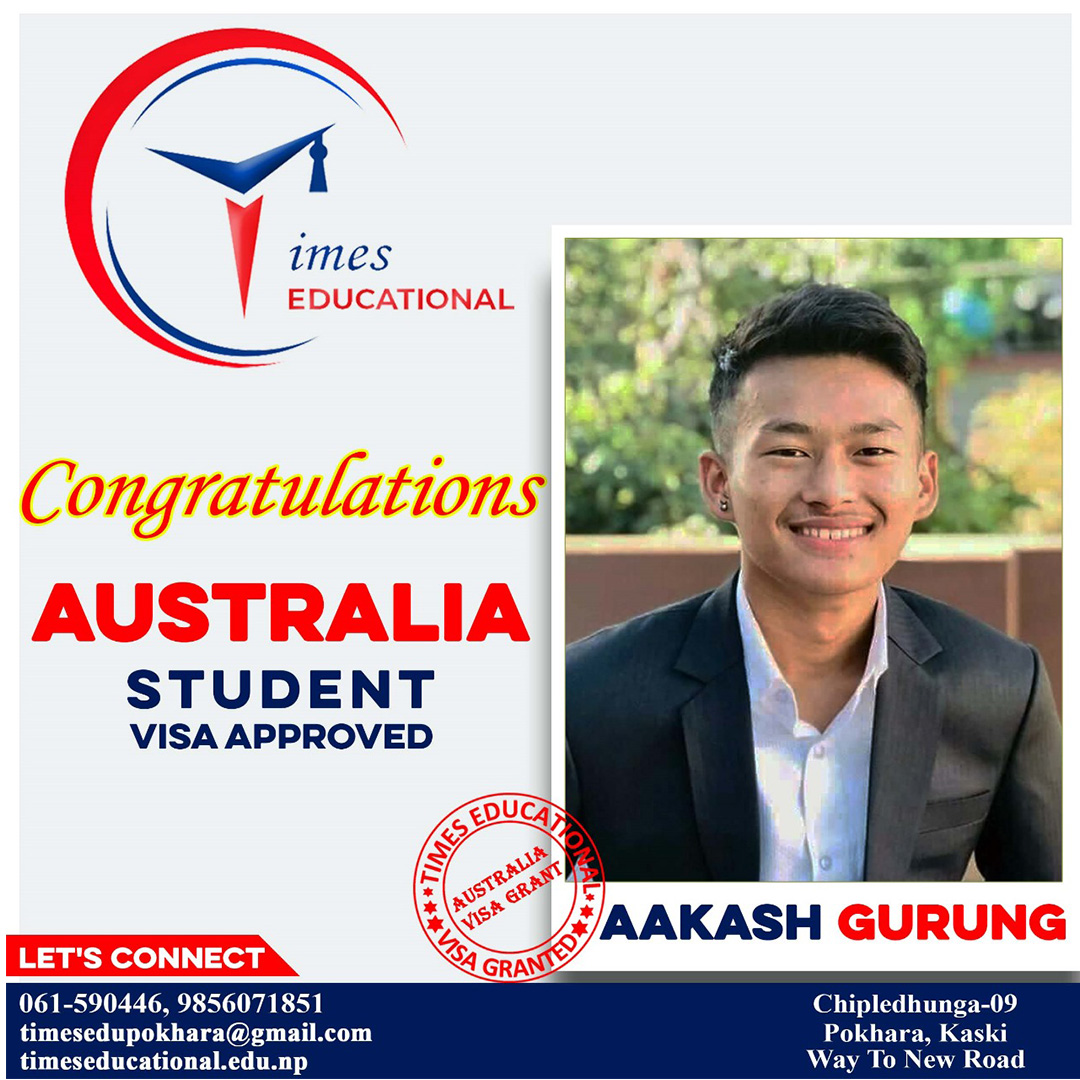 Times
EDUCATIONAL
Congratulations
AUSTRALIA
STUDENT
VISA APPROVED
TIMES EDUCATIONAL
AUSTRALIA
VISA GRANT
VISA GRANTED
AAKASH GURUNG
LET'S CONNECT
061-590446, 9856071851
timesedupokhara@gmail.com
timeseducational.edu.np
Chipledhunga-09
Pokhara, Kaski
Way To New Road